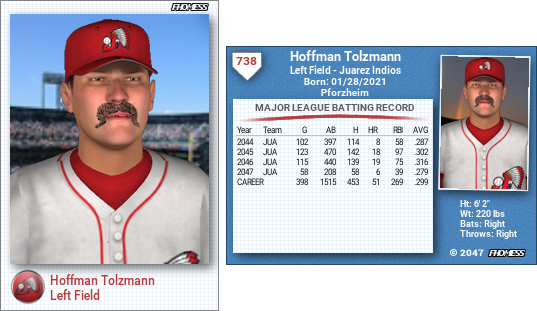 PHOMESS
Hoffman Tolzmann
Left Field
738
Hoffman Tolzmann
Left Field - Juarez Indios
Born: 01/28/2021
Pforzheim
MAJOR LEAGUE BATTING RECORD
Year Team G AB H HR RBI AVG
2044 JUA 102 397 114 8 58 .287
2045 JUA 123 470 142 18 97 .302
2046 JUA 115 440 139 19 75 .316
2047 JUA 58 208 58 6 39 .279
CAREER 398 1515 453 51 269 .299
Ht: 6' 2"
Wt: 220 lbs
Bats: Right
Throws: Right
© 2047 PHOMESS